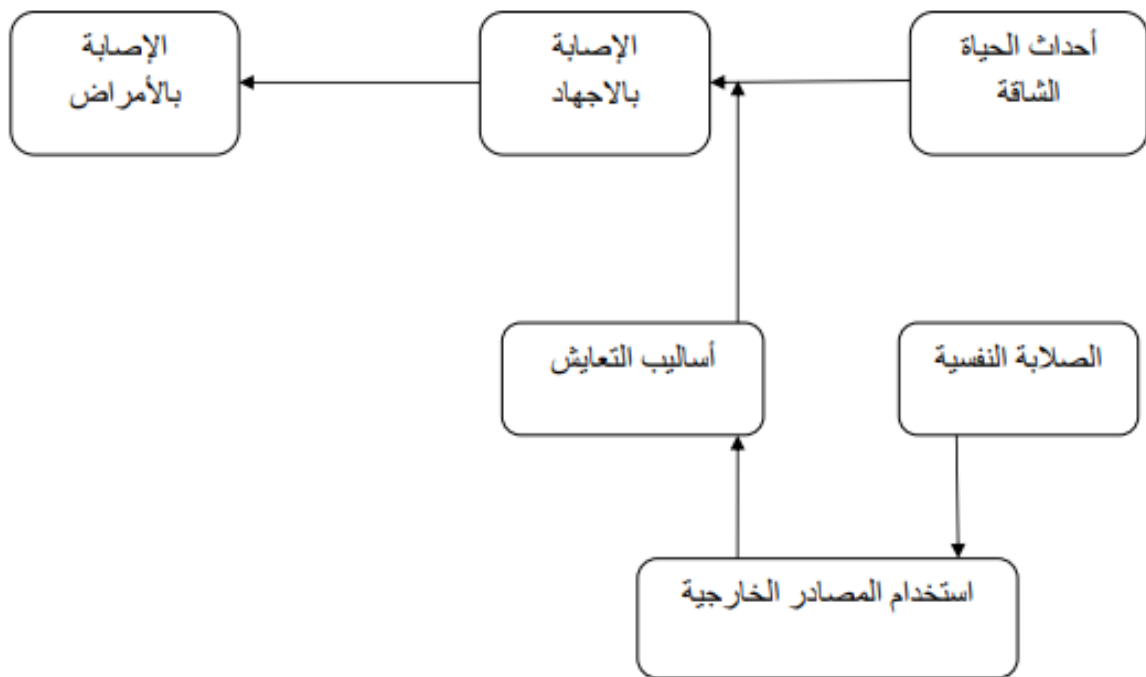 أحداث الحياة
الشاقة
الإصابة
بالاجهاد
الإصابة
بالأمراض
الصلابة النفسية
أساليب التعايش
استخدام المصادر الخارجية